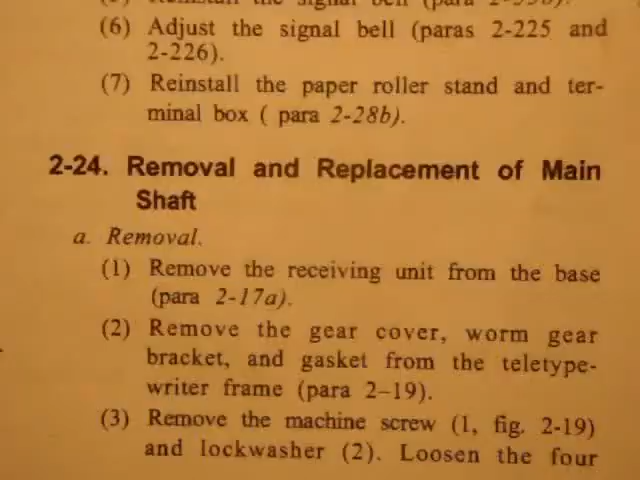 (6) Adjust the signal bell (paras 2-225 and
2-226).
(7) Reinstall the paper roller stand and ter-
minal box ( para 2-28b).
2-24. Removal and Replacement of Main
Shaft
a. Removal.
(1) Remove the receiving unit from the base
(para 2-17a).
(2) Remove the gear cover, worm gear
bracket, and gasket from the teletype-
writer frame (para 2-19).
(3) Remove the machine screw (1, fig. 2-19)
and lockwasher (2). Loosen the four